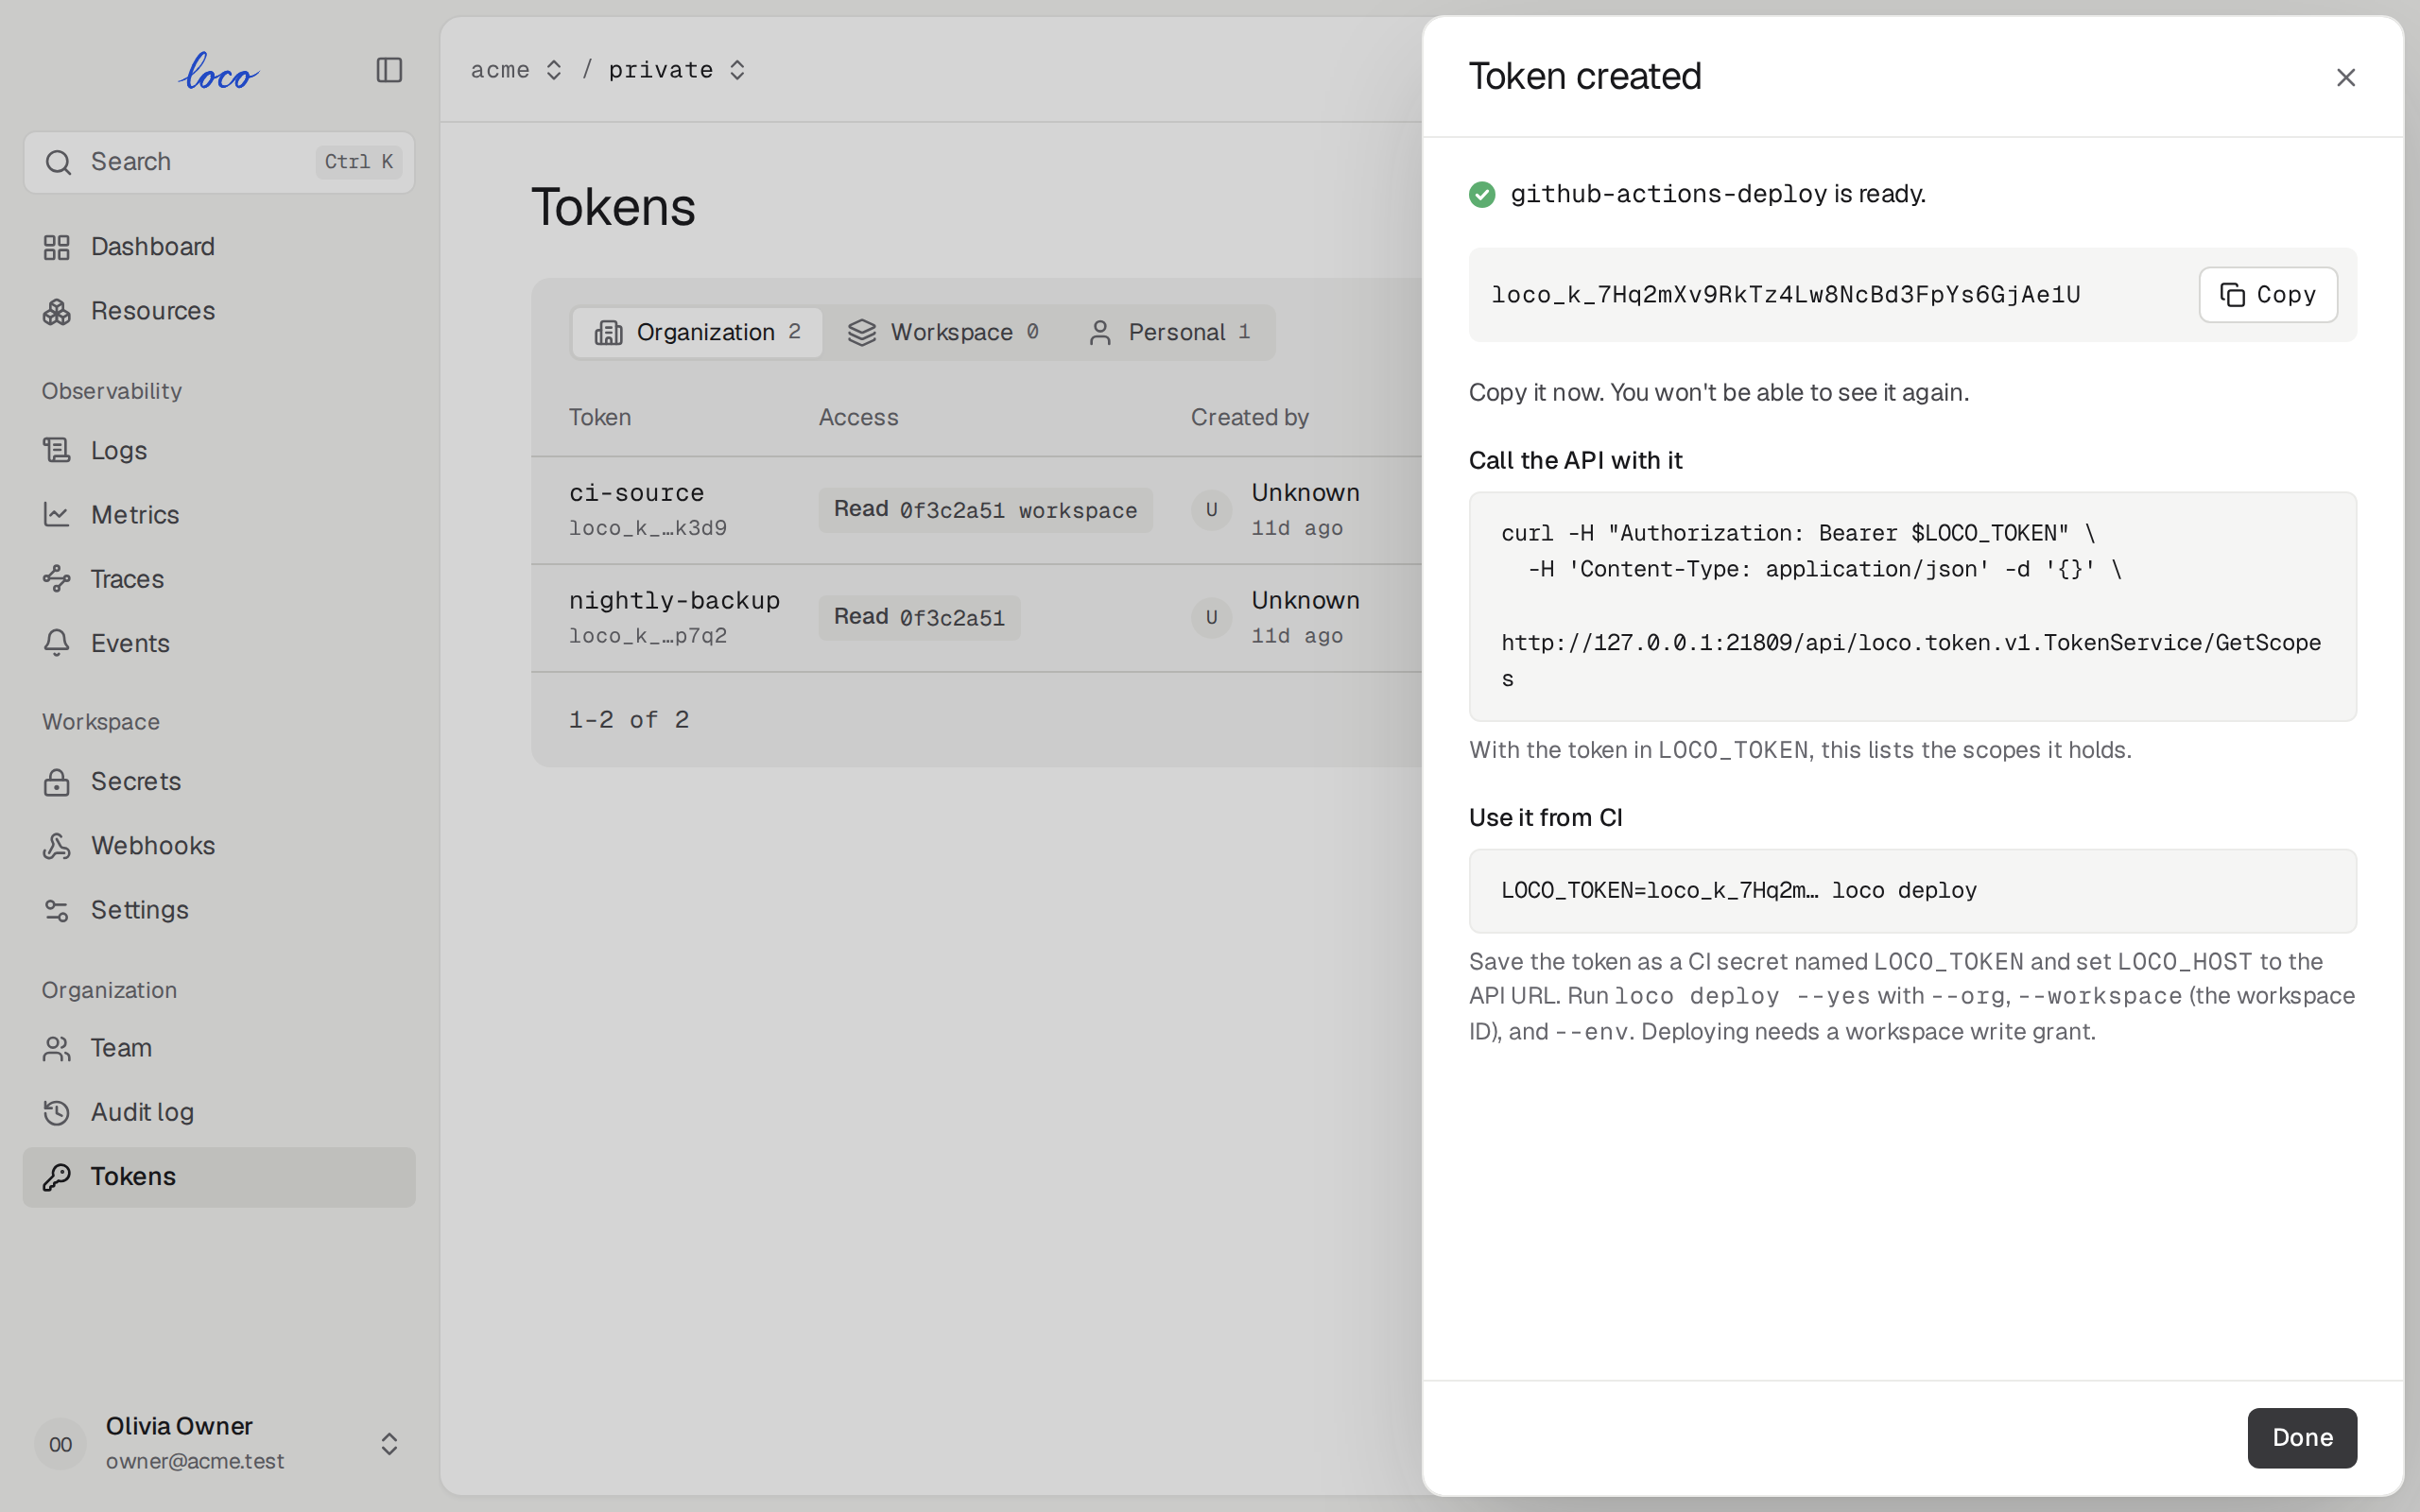 loco
Search Ctrl K
Dashboard
Resources
Observability
Logs
Metrics
Traces
Events
Workspace
Secrets
Webhooks
Settings
Organization
Team
Audit log
Tokens
OO
Olivia Owner
owner@acme.test
acme / private
Tokens
Organization 2 Workspace 0 Personal 1
Token Access Created by
ci-source
loco_k_…k3d9
Read 0f3c2a51 workspace
U
Unknown
11d ago
nightly-backup
loco_k_…p7q2
Read 0f3c2a51
U
Unknown
11d ago
1-2 of 2
Token created
github-actions-deploy is ready.
loco_k_7Hq2mXv9RkTz4Lw8NcBd3FpYs6GjAe1U Copy
Copy it now. You won't be able to see it again.
Call the API with it
curl -H "Authorization: Bearer $LOCO_TOKEN" \
-H 'Content-Type: application/json' -d '{}' \
http://127.0.0.1:21809/api/loco.token.v1.TokenService/GetScope
s
With the token in LOCO_TOKEN, this lists the scopes it holds.
Use it from CI
LOCO_TOKEN=loco_k_7Hq2m… loco deploy
Save the token as a CI secret named LOCO_TOKEN and set LOCO_HOST to the
API URL. Run loco deploy --yes with --org, --workspace (the workspace
ID), and --env. Deploying needs a workspace write grant.
Done